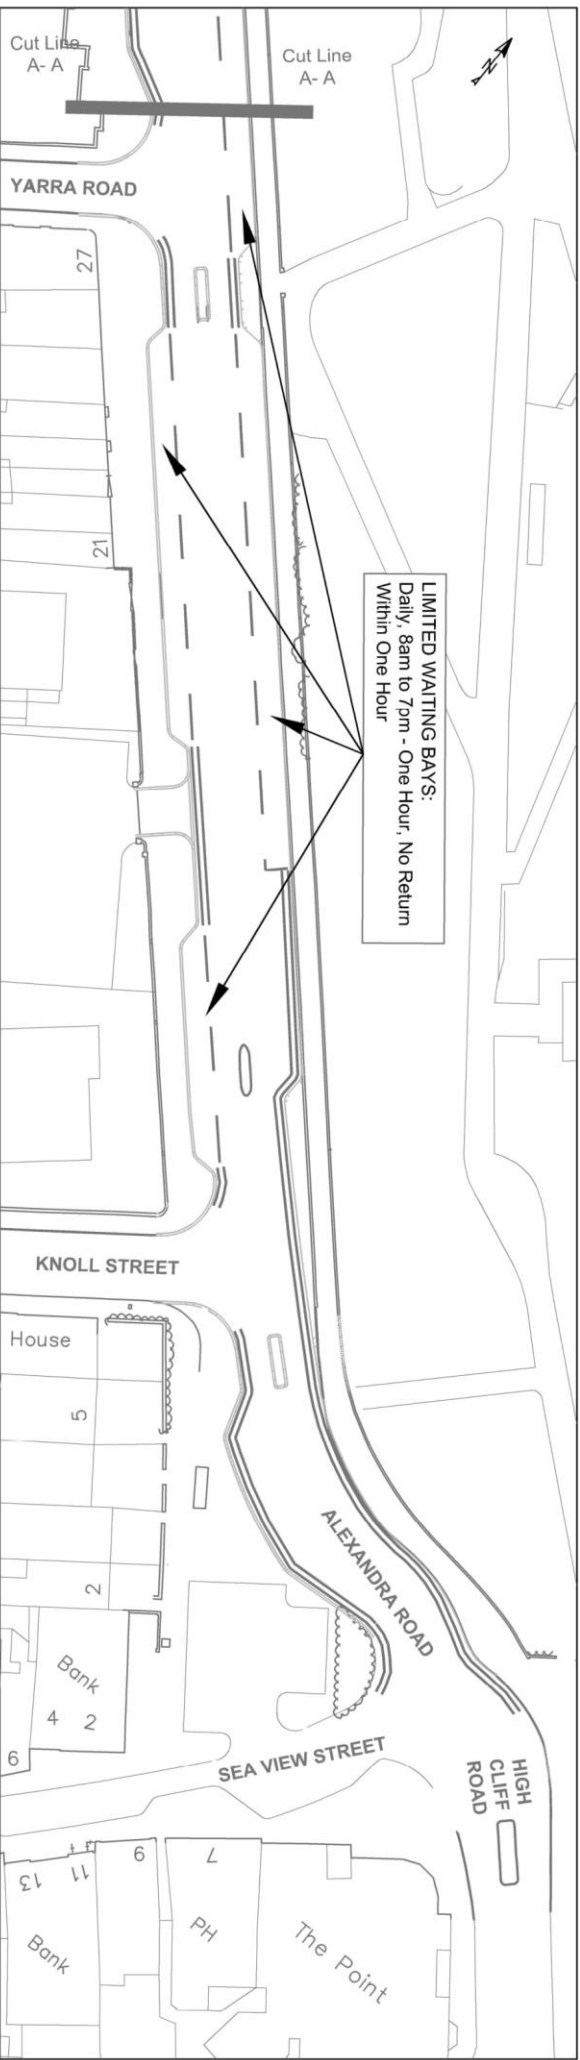 Cut Line
A- A
Cut Line
A- A
N
YARRA ROAD
27
21
LIMITED WAITING BAYS:
Daily, 8am to 7pm - One Hour, No Return
Within One Hour
KNOLL STREET
House
5
2
ALEXANDRA ROAD
Bank
4 2
6
SEA VIEW STREET
HIGH
CLIFF
ROAD
13
11
9
7
Bank
PH
The Point